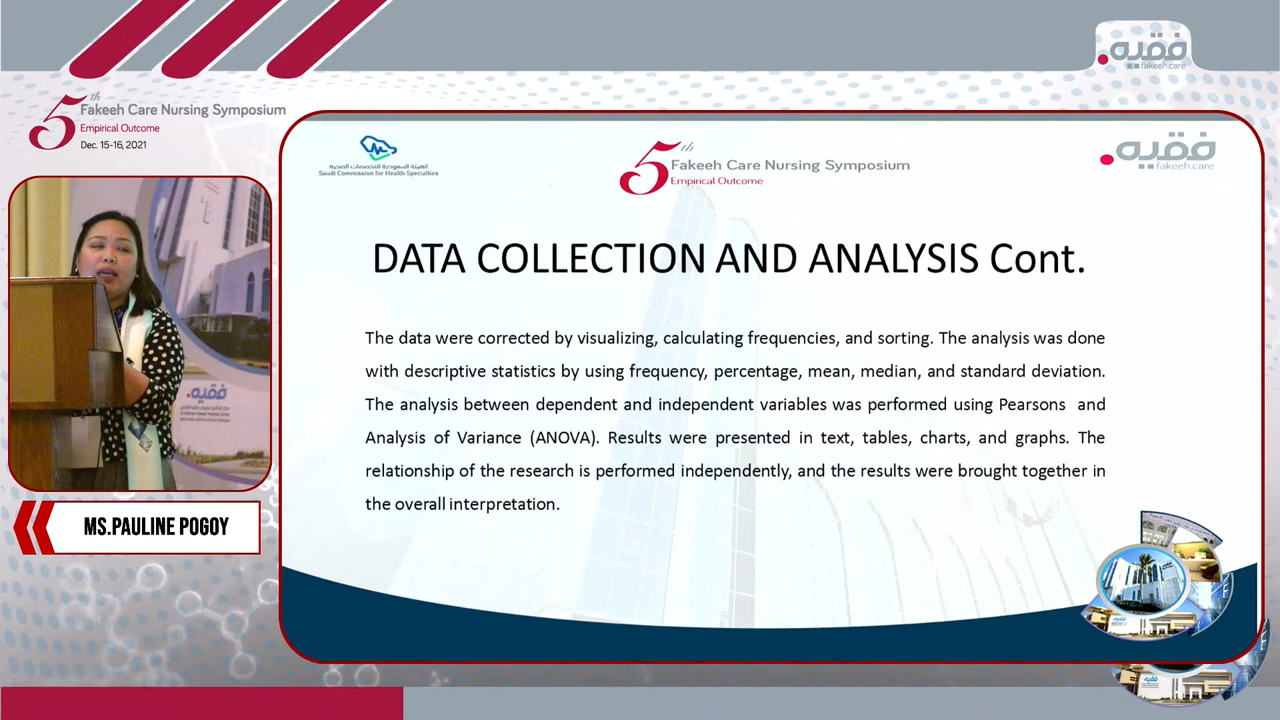 فقيه
fakeeh.care
5th
Fakeeh Care Nursing Symposium
Empirical Outcome
Dec. 15-16, 2021
الهيئة السعودية للتخصصات الصحية
Saudi Commission for Health Specialties
5th
Fakeeh Care Nursing Symposium
Empirical Outcome
فقيه
fakeeh.care
DATA COLLECTION AND ANALYSIS Cont.
The data were corrected by visualizing, calculating frequencies, and sorting. The analysis was done
with descriptive statistics by using frequency, percentage, mean, median, and standard deviation.
The analysis between dependent and independent variables was performed using Pearsons and
Analysis of Variance (ANOVA). Results were presented in text, tables, charts, and graphs. The
relationship of the research is performed independently, and the results were brought together in
the overall interpretation.
فقيه
MS.PAULINE POGOY